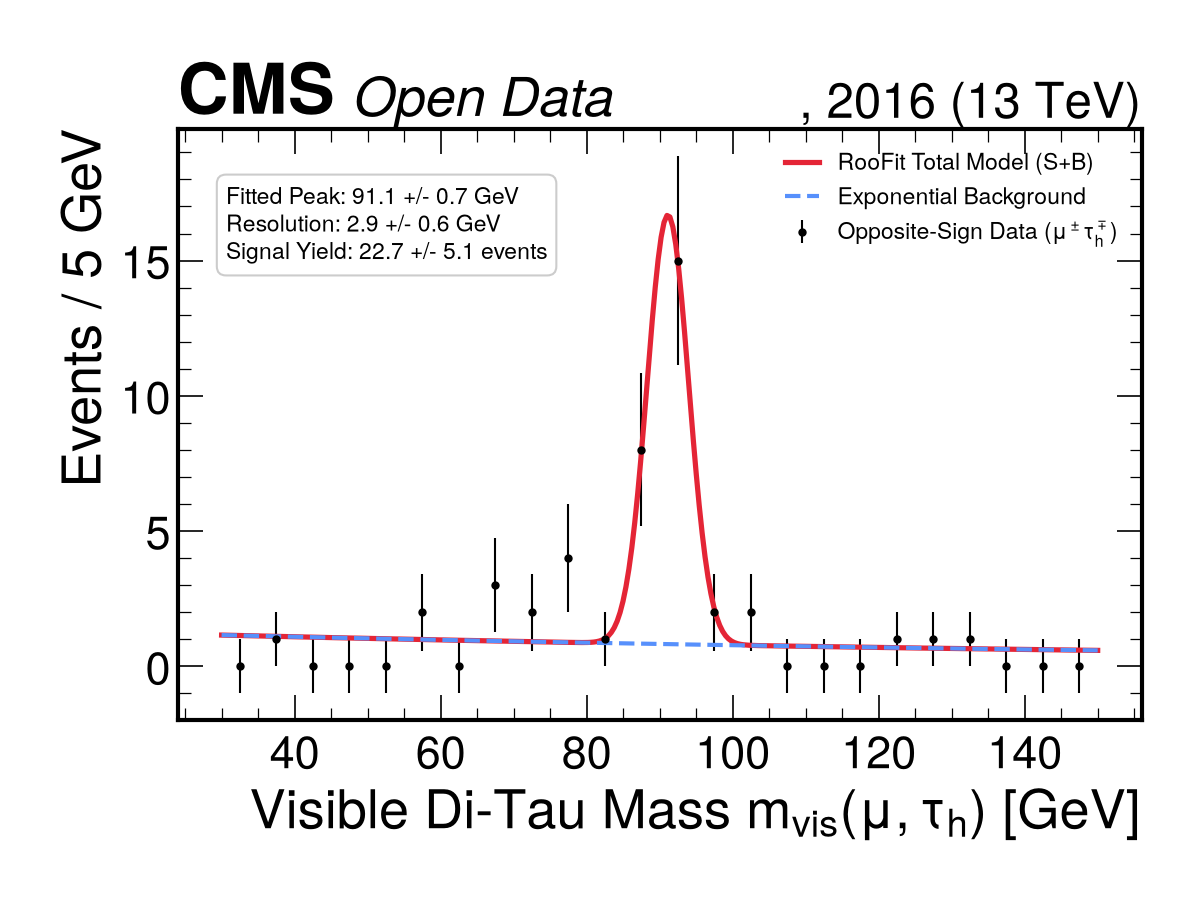 CMS Open Data , 2016 (13 TeV)
Events / 5 GeV
Fitted Peak: 91.1 +/- 0.7 GeV
Resolution: 2.9 +/- 0.6 GeV
Signal Yield: 22.7 +/- 5.1 events
RooFit Total Model (S+B)
Exponential Background
Opposite-Sign Data (μ±τh∓)
15
10
5
0
40 60 80 100 120 140
Visible Di-Tau Mass mvis(μ, τh) [GeV]